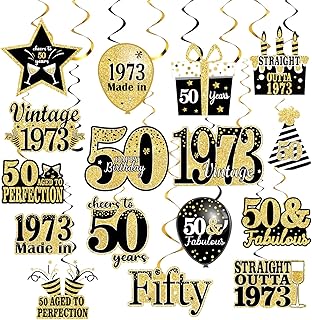 cheers to
50
years
1973
Made in
50
Years
STRAIGHT
OUTTA
1973
Vintage
1973
50
Happy
Birthday
1973
Vintage
50
50
AGED TO
PERFECTION
1973
Made in
cheers to
50
years
50 &
Fabulous
50 &
Fabulous
50 AGED TO
PERFECTION
Fifty
STRAIGHT
OUTTA
1973